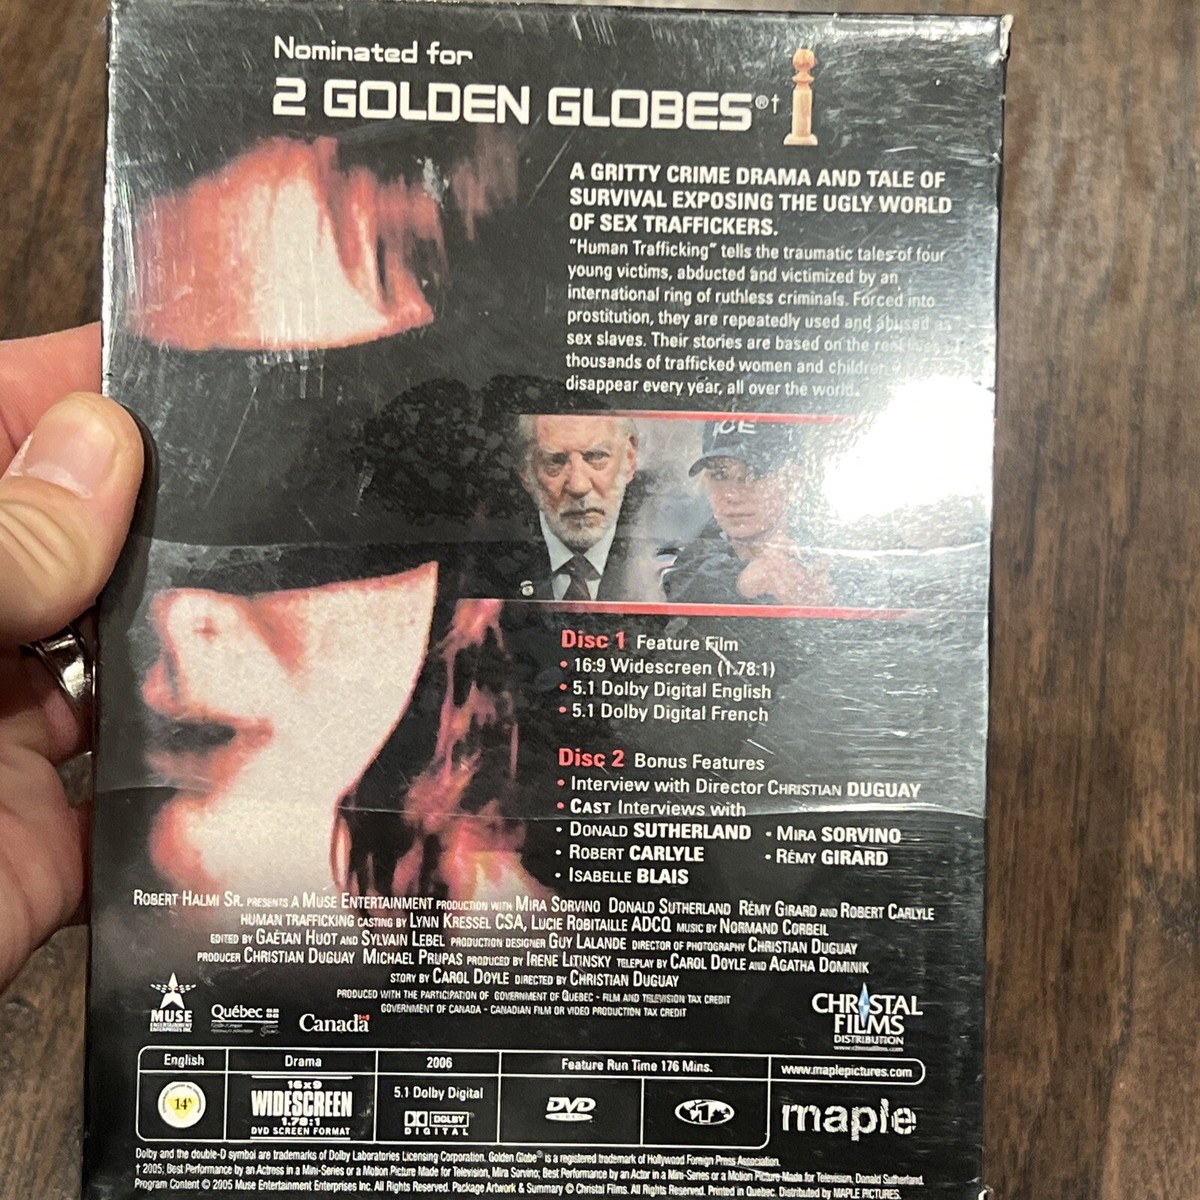 Nominated for
2 GOLDEN GLOBES®†
A GRITTY CRIME DRAMA AND TALE OF
SURVIVAL EXPOSING THE UGLY WORLD
OF SEX TRAFFICKERS.
"Human Trafficking" tells the traumatic tales of four
young victims, abducted and victimized by an
international ring of ruthless criminals. Forced into
prostitution, they are repeatedly used and abused as
sex slaves. Their stories are based on the real lives
thousands of trafficked women and children
disappear every year, all over the world.
ICE
Disc 1 Feature Film
• 16:9 Widescreen (1.78:1)
• 5.1 Dolby Digital English
• 5.1 Dolby Digital French
Disc 2 Bonus Features
• Interview with Director CHRISTIAN DUGUAY
• CAST Interviews with
• DONALD SUTHERLAND • MIRA SORVINO
• ROBERT CARLYLE • RÉMY GIRARD
• ISABELLE BLAIS
ROBERT HALMI SR. PRESENTS A MUSE ENTERTAINMENT PRODUCTION WITH MIRA SORVINO DONALD SUTHERLAND RÉMY GIRARD AND ROBERT CARLYLE
HUMAN TRAFFICKING CASTING BY LYNN KRESSEL CSA, LUCIE ROBITAILLE ADCQ MUSIC BY NORMAND CORBEIL
EDITED BY GAÉTAN HUOT AND SYLVAIN LEBEL PRODUCTION DESIGNER GUY LALANDE DIRECTOR OF PHOTOGRAPHY CHRISTIAN DUGUAY
PRODUCER CHRISTIAN DUGUAY MICHAEL PRUPAS PRODUCED BY IRENE LITINSKY TELEPLAY BY CAROL DOYLE AND AGATHA DOMINIK
STORY BY CAROL DOYLE DIRECTED BY CHRISTIAN DUGUAY
PRODUCED WITH THE PARTICIPATION OF GOVERNMENT OF QUEBEC - FILM AND TELEVISION TAX CREDIT
GOVERNMENT OF CANADA - CANADIAN FILM OR VIDEO PRODUCTION TAX CREDIT
MUSE
ENTERTAINMENT
ENTERPRISES INC.
Québec
Canada
CHRISTAL
FILMS
DISTRIBUTION
www.christalfilms.com
English Drama 2006 Feature Run Time 176 Mins. www.maplepictures.com
14+
16x9
WIDESCREEN
1.78:1
DVD SCREEN FORMAT
5.1 Dolby Digital
DOLBY
DIGITAL
DVD
VIDEO
1
maple
Dolby and the double-D symbol are trademarks of Dolby Laboratories Licensing Corporation. Golden Globe® is a registered trademark of Hollywood Foreign Press Association.
† 2005; Best Performance by an Actress in a Mini-Series or a Motion Picture Made for Television, Mira Sorvino; Best Performance by an Actor in a Mini-Series or a Motion Picture Made for Television, Donald Sutherland.
Program Content © 2005 Muse Entertainment Enterprises Inc. All Rights Reserved. Package Artwork & Summary © Christal Films. All Rights Reserved. Printed in Quebec. Distributed by MAPLE PICTURES.